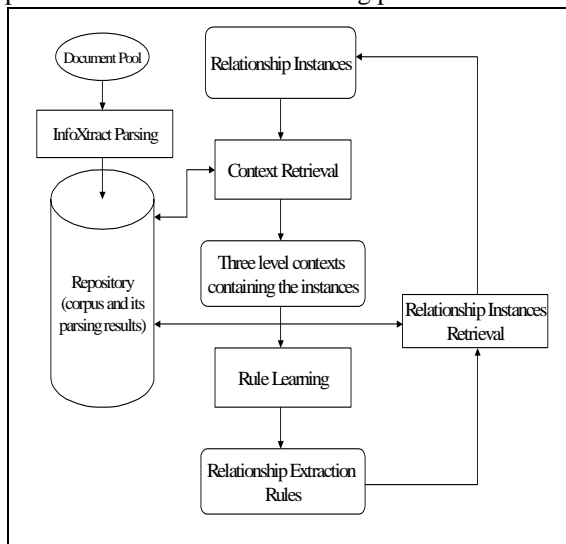 Document Pool
InfoXtract Parsing
Repository
(corpus and its
parsing results)
Relationship Instances
Context Retrieval
Three level contexts
containing the instances
Rule Learning
Relationship Extraction
Rules
Relationship Instances
Retrieval